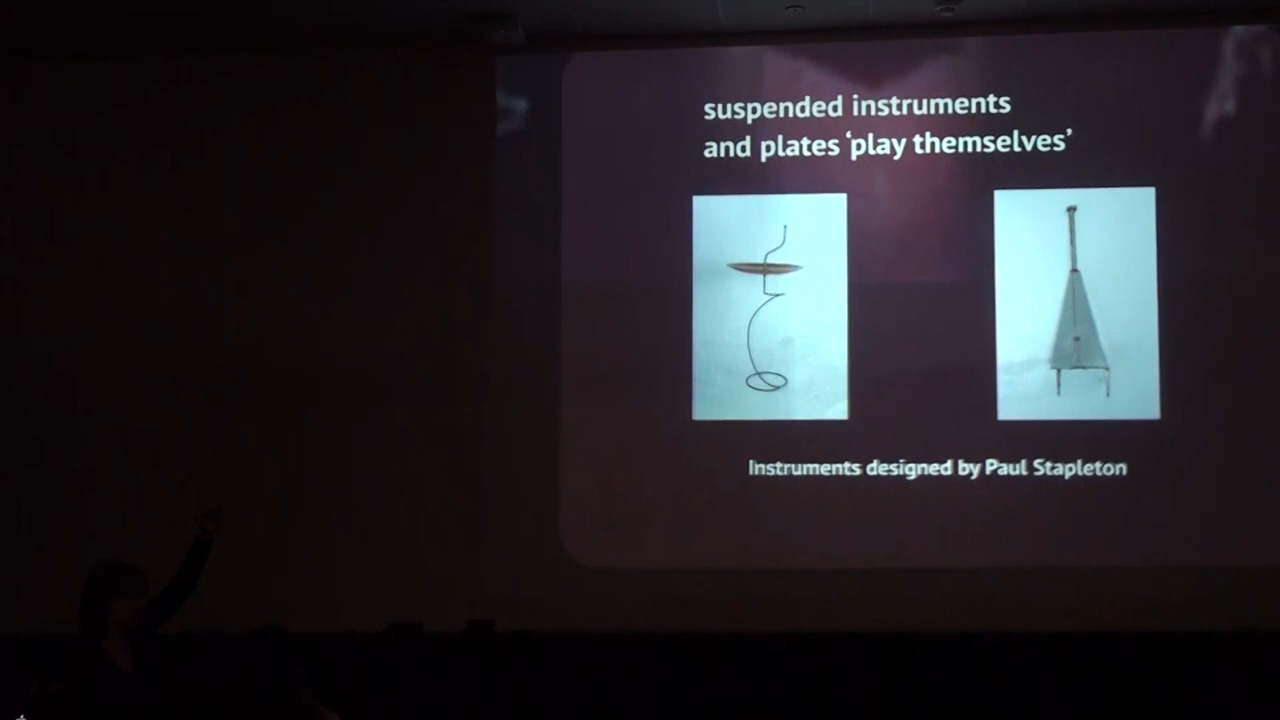 suspended instruments
and plates ‘play themselves’
Instruments designed by Paul Stapleton